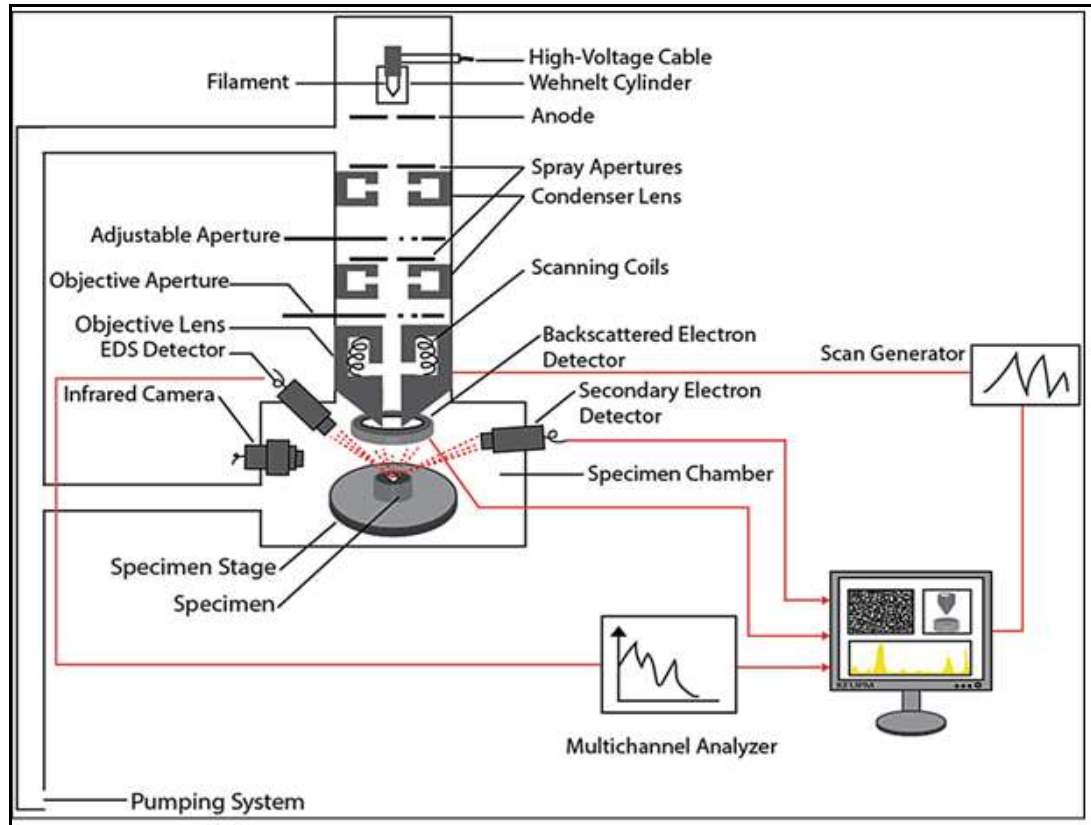 High-Voltage Cable
Filament
Wehnelt Cylinder
Anode
Spray Apertures
Condenser Lens
Adjustable Aperture
Scanning Coils
Objective Aperture
Objective Lens
Backscattered Electron
Detector
EDS Detector
Scan Generator
Infrared Camera
Secondary Electron
Detector
Specimen Chamber
Specimen Stage
Specimen
KFUPM
Multichannel Analyzer
Pumping System